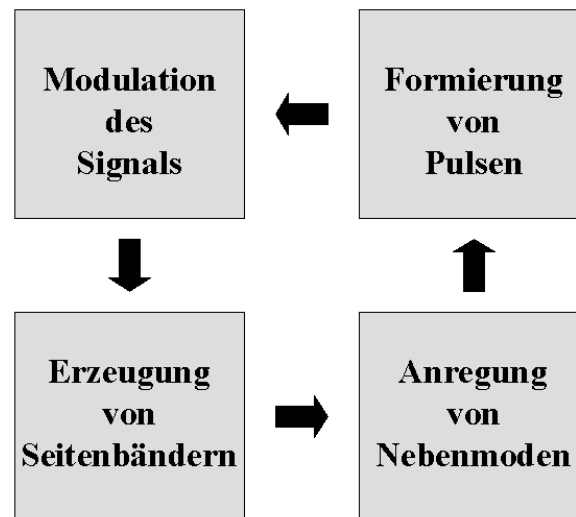 Modulation
des
Signals
Formierung
von
Pulsen
Erzeugung
von
Seitenbändern
Anregung
von
Nebenmoden